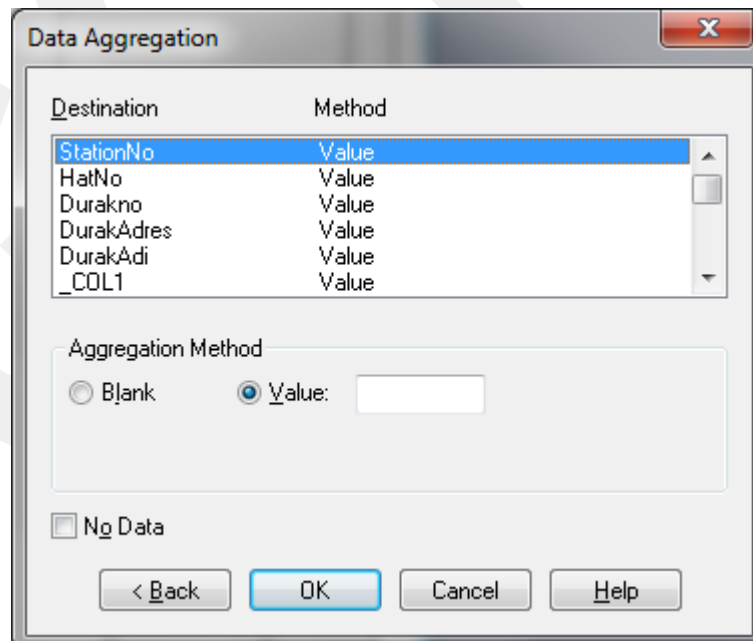 Data Aggregation
Destination Method
StationNo Value
HatNo Value
Durakno Value
DurakAdres Value
DurakAdi Value
_COL1 Value
Aggregation Method
Blank Value:
No Data
< Back OK Cancel Help